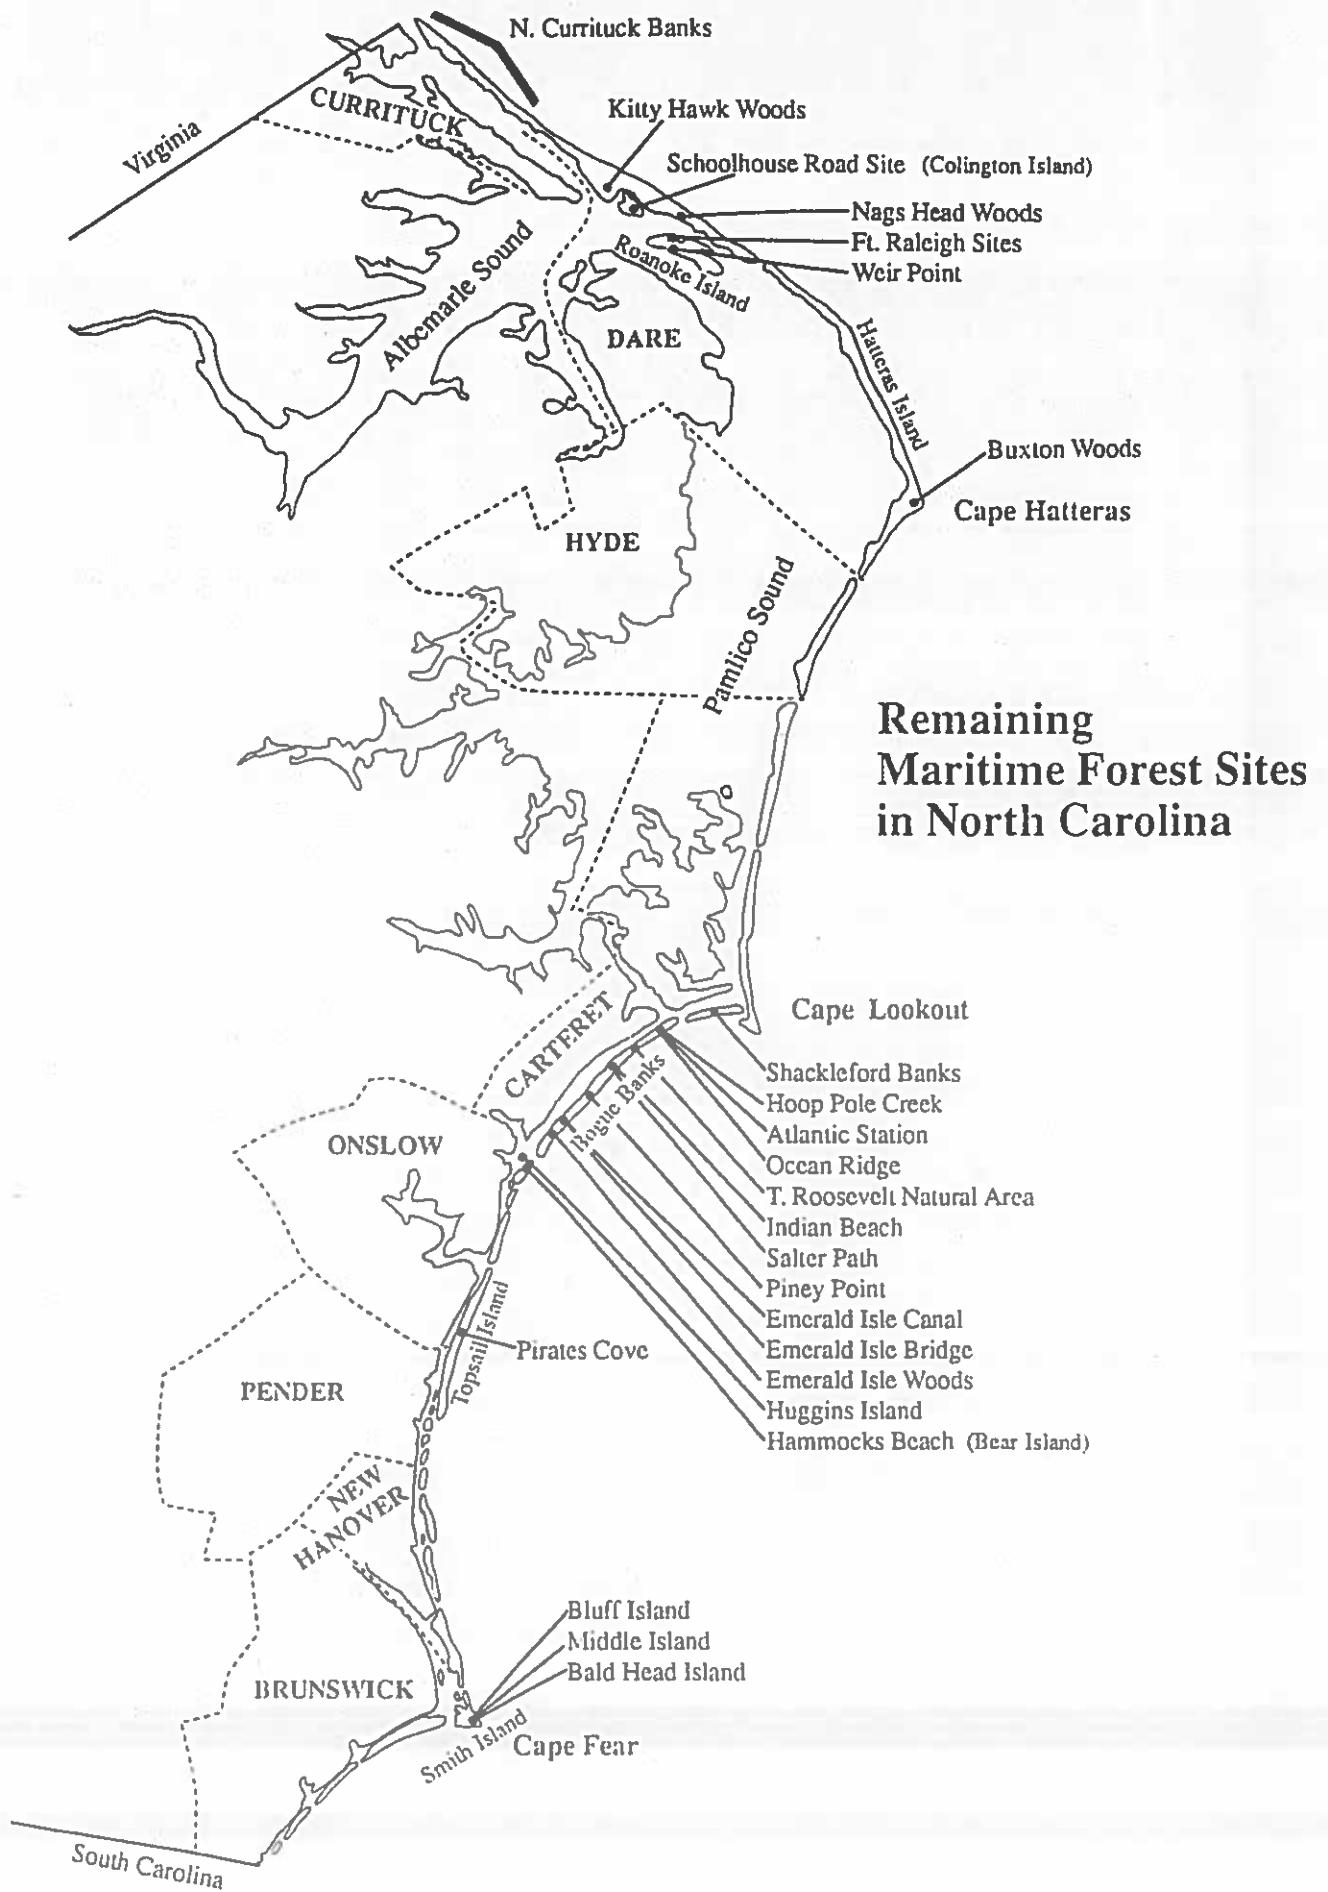 N. Currituck Banks
CURRITUCK
Kitty Hawk Woods
Virginia
Schoolhouse Road Site (Colington Island)
Nags Head Woods
Ft. Raleigh Sites
Weir Point
Roanoke Island
Albemarle Sound
DARE
Hatteras Island
Buxton Woods
Cape Hatteras
HYDE
Pamlico Sound
Remaining
Maritime Forest Sites
in North Carolina
Cape Lookout
CARTERET
Shackleford Banks
Hoop Pole Creek
Atlantic Station
Ocean Ridge
T. Roosevelt Natural Area
Indian Beach
Salter Path
Piney Point
Emerald Isle Canal
Emerald Isle Bridge
Emerald Isle Woods
Huggins Island
Hammocks Beach (Bear Island)
Bogue Banks
ONSLOW
Topsail Island
Pirates Cove
PENDER
NEW
HANOVER
Bluff Island
Middle Island
Bald Head Island
BRUNSWICK
Smith Island
Cape Fear
South Carolina